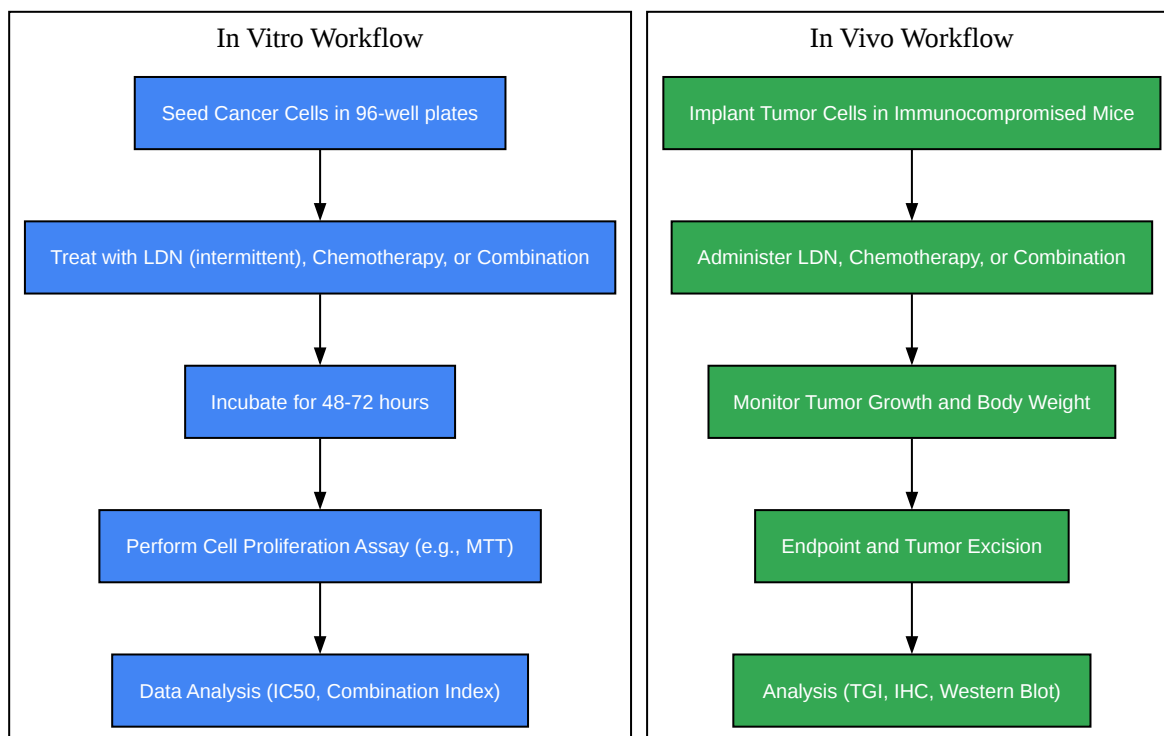 In Vitro Workflow
Seed Cancer Cells in 96-well plates
Treat with LDN (intermittent), Chemotherapy, or Combination
Incubate for 48-72 hours
Perform Cell Proliferation Assay (e.g., MTT)
Data Analysis (IC50, Combination Index)
In Vivo Workflow
Implant Tumor Cells in Immunocompromised Mice
Administer LDN, Chemotherapy, or Combination
Monitor Tumor Growth and Body Weight
Endpoint and Tumor Excision
Analysis (TGI, IHC, Western Blot)